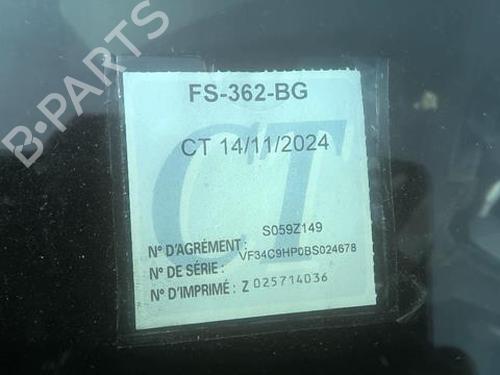 B-PARTS
FS-362-BG
CT 14/11/2024
CT
S059Z149
N° D'AGRÉMENT :
VF34C9HP0BS024678
N° DE SÉRIE :
N° D'IMPRIMÉ : Z 025714036